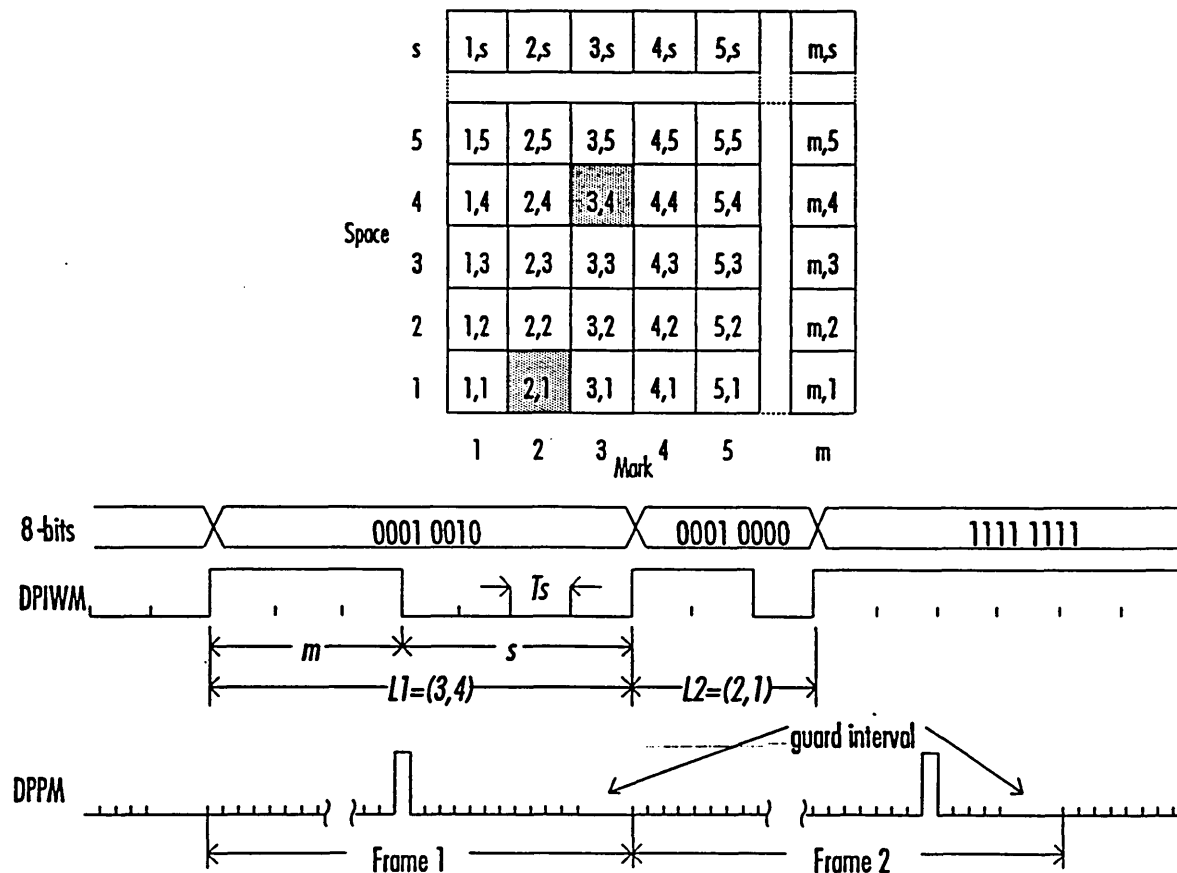 s 1,s 2,s 3,s 4,s 5,s m,s
5 1,5 2,5 3,5 4,5 5,5 m,5
4 1,4 2,4 3,4 4,4 5,4 m,4
Space
3 1,3 2,3 3,3 4,3 5,3 m,3
2 1,2 2,2 3,2 4,2 5,2 m,2
1 1,1 2,1 3,1 4,1 5,1 m,1
1 2 3 4 5 m
Mark
8-bits 0001 0010 0001 0000 1111 1111
DPIWM Ts
m s
L1=(3,4) L2=(2,1)
guard interval
DPPM
Frame 1 Frame 2